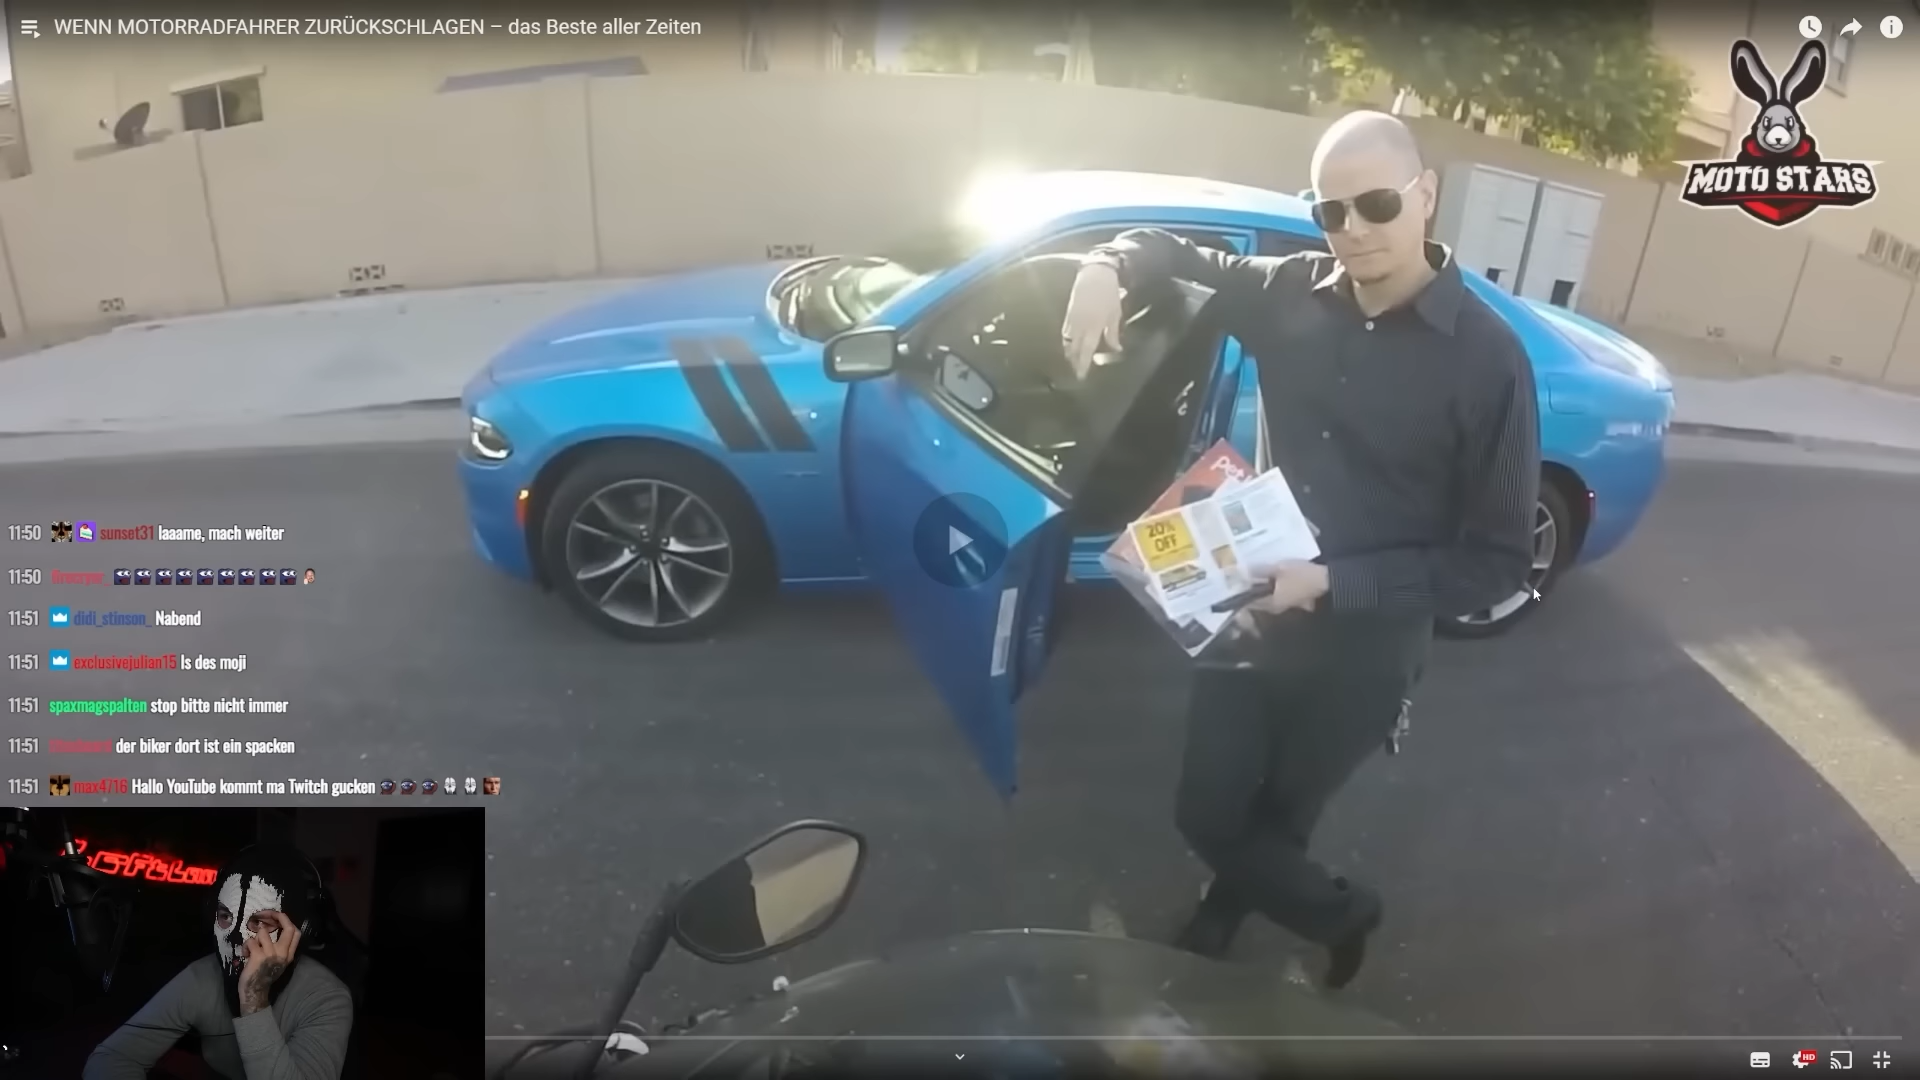 WENN MOTORRADFAHRER ZURÜCKSCHLAGEN – das Beste aller Zeiten
MOTO STARS
20%
OFF
11:50 sunset31 laaame, mach weiter
11:50
11:51 didi_stinson_ Nabend
11:51 exclusivejulian15 Is des moji
11:51 spaxmagspalten stop bitte nicht immer
11:51 der biker dort ist ein spacken
11:51 max4716 Hallo YouTube kommt ma Twitch gucken
HD